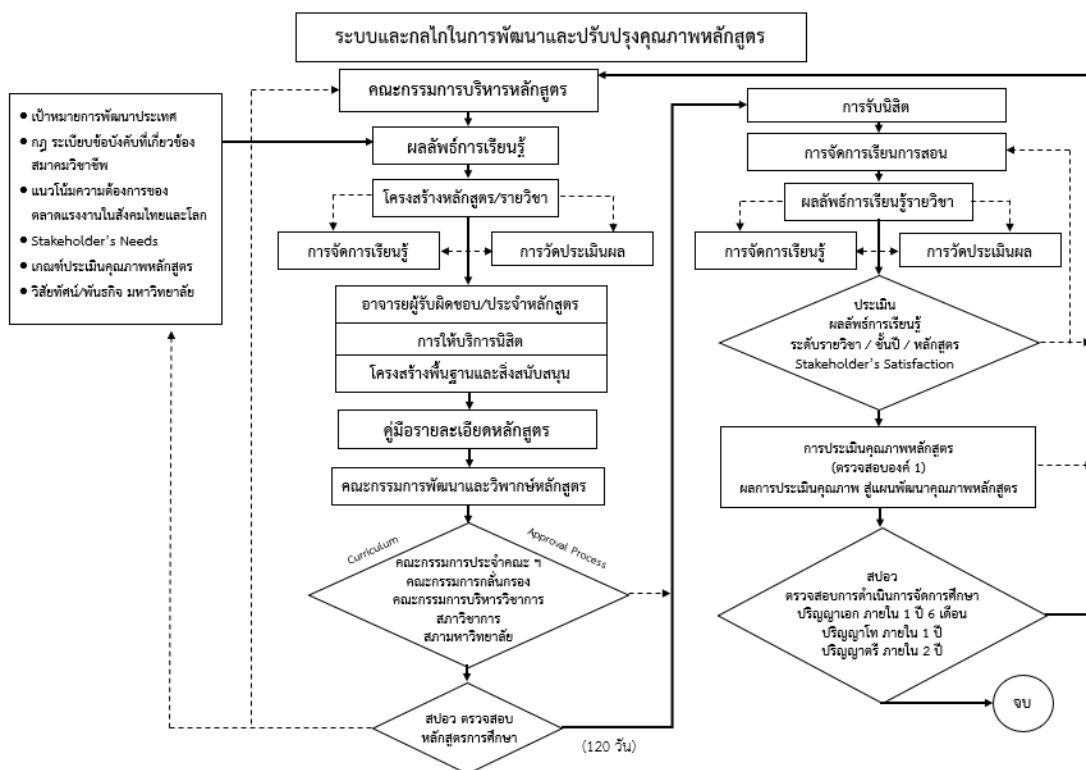 ระบบและกลไกในการพัฒนาและปรับปรุงคุณภาพหลักสูตร
● เป้าหมายการพัฒนาประเทศ
● กฎ ระเบียบข้อบังคับที่เกี่ยวข้อง
สมาคมวิชาชีพ
● แนวโน้มความต้องการของ
ตลาดแรงงานในสังคมไทยและโลก
● Stakeholder's Needs
● เกณฑ์ประเมินคุณภาพหลักสูตร
● วิสัยทัศน์/พันธกิจ มหาวิทยาลัย
คณะกรรมการบริหารหลักสูตร
ผลลัพธ์การเรียนรู้
โครงสร้างหลักสูตร/รายวิชา
การจัดการเรียนรู้
การวัดประเมินผล
อาจารยผู้รับผิดชอบ/ประจำหลักสูตร
การให้บริการนิสิต
โครงสร้างพื้นฐานและสิ่งสนับสนุน
คู่มือรายละเอียดหลักสูตร
คณะกรรมการพัฒนาและวิพากษ์หลักสูตร
Curriculum
Approval Process
คณะกรรมการประจำคณะ ฯ
คณะกรรมการกลั่นกรอง
คณะกรรมการบริหารวิชาการ
สภาวิชาการ
สภามหาวิทยาลัย
สปอว ตรวจสอบ
หลักสูตรการศึกษา
(120 วัน)
การรับนิสิต
การจัดการเรียนการสอน
ผลลัพธ์การเรียนรู้รายวิชา
การจัดการเรียนรู้
การวัดประเมินผล
ประเมิน
ผลลัพธ์การเรียนรู้
ระดับรายวิชา / ชั้นปี / หลักสูตร
Stakeholder's Satisfaction
การประเมินคุณภาพหลักสูตร
(ตรวจสอบองค์ 1)
ผลการประเมินคุณภาพ สู่แผนพัฒนาคุณภาพหลักสูตร
สปอว
ตรวจสอบการดำเนินการจัดการศึกษา
ปริญญาเอก ภายใน 1 ปี 6 เดือน
ปริญญาโท ภายใน 1 ปี
ปริญญาตรี ภายใน 2 ปี
จบ